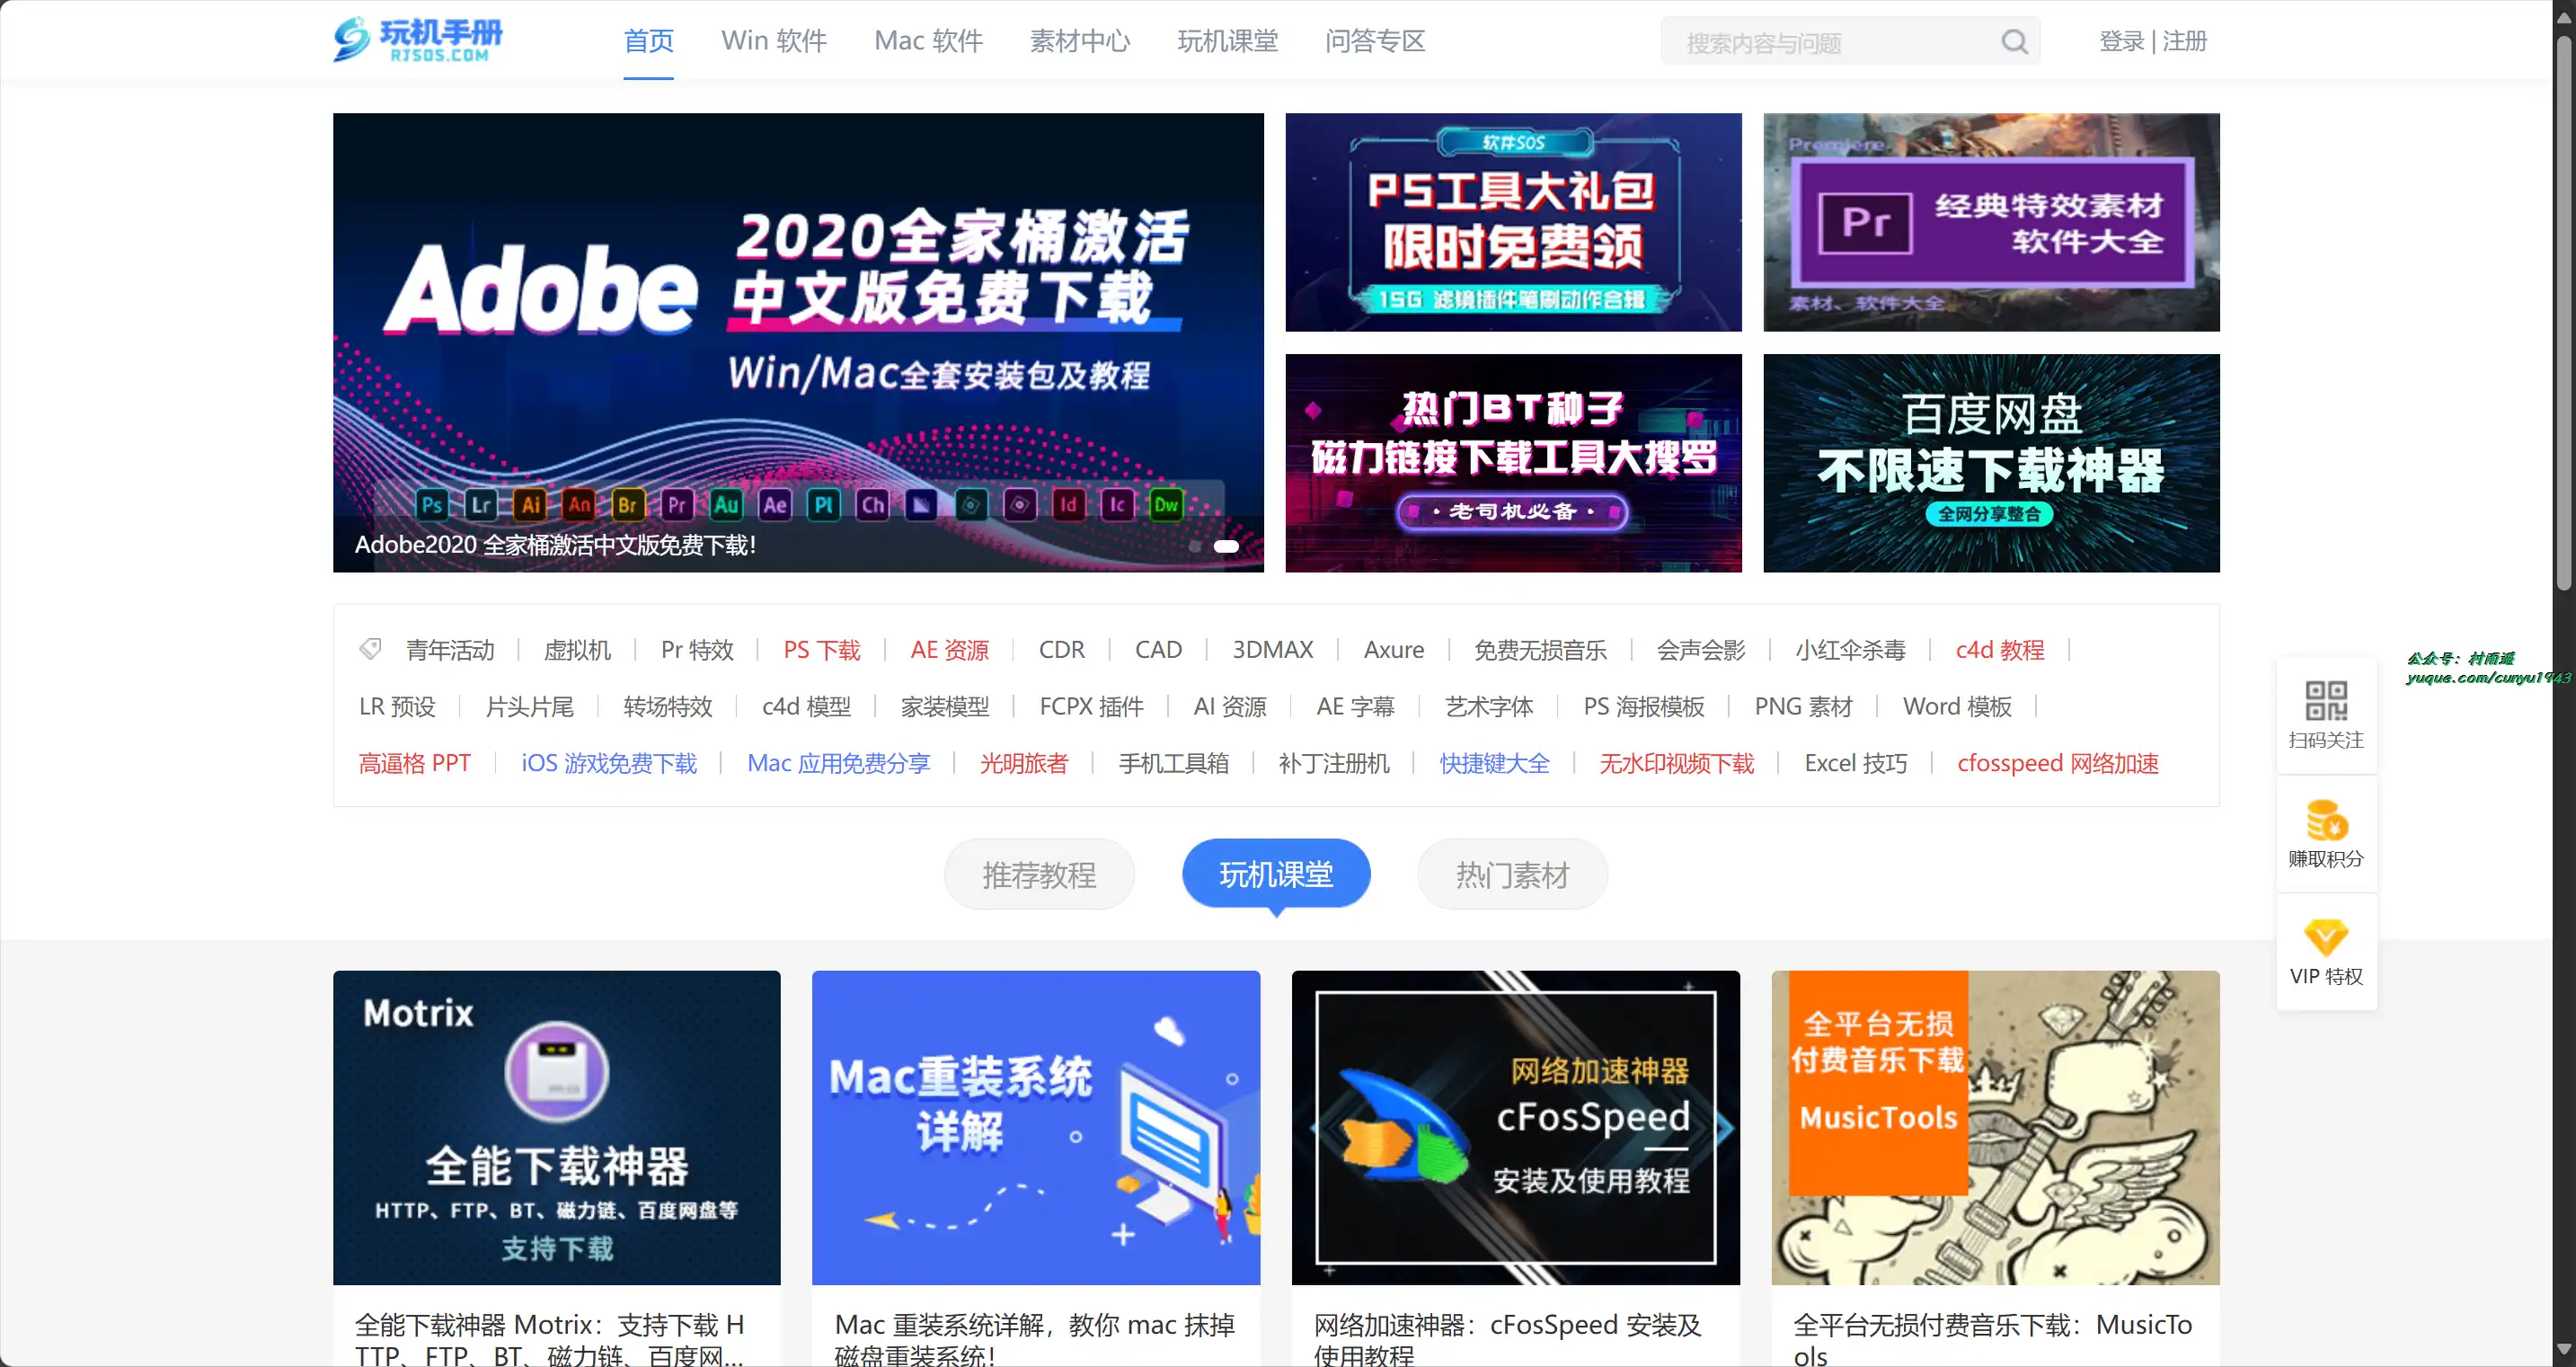 玩机手册
RJSOS.COM
首页
Win 软件
Mac 软件
素材中心
玩机课堂
问答专区
搜索内容与问题
登录 | 注册
Adobe
2020全家桶激活
中文版免费下载
Win/Mac全套安装包及教程
Ps Lr Ai An Br Pr Au Ae Pl Ch Id Ic Dw
Adobe2020 全家桶激活中文版免费下载!
软件SOS
PS工具大礼包
限时免费领
15G 滤镜插件笔刷动作合辑
Premiere
Pr
经典特效素材
软件大全
素材、软件大全
热门BT种子
磁力链接下载工具大搜罗
·老司机必备·
百度网盘
不限速下载神器
全网分享整合
青年活动 | 虚拟机 | Pr 特效 | PS 下载 | AE 资源 | CDR | CAD | 3DMAX | Axure | 免费无损音乐 | 会声会影 | 小红伞杀毒 | c4d 教程 |
LR 预设 | 片头片尾 | 转场特效 | c4d 模型 | 家装模型 | FCPX 插件 | AI 资源 | AE 字幕 | 艺术字体 | PS 海报模板 | PNG 素材 | Word 模板 |
高逼格 PPT | iOS 游戏免费下载 | Mac 应用免费分享 | 光明旅者 | 手机工具箱 | 补丁注册机 | 快捷键大全 | 无水印视频下载 | Excel 技巧 | cfosspeed 网络加速
公众号：村雨遥
yuque.com/cunyu1943
扫码关注
赚取积分
VIP 特权
推荐教程
玩机课堂
热门素材
Motrix
全能下载神器
HTTP、FTP、BT、磁力链、百度网盘等
支持下载
Mac重装系统
详解
网络加速神器
cFosSpeed
安装及使用教程
全平台无损
付费音乐下载
MusicTools
全能下载神器 Motrix：支持下载 H
TTP、FTP、BT、磁力链、百度网...
Mac 重装系统详解，教你 mac 抹掉
磁盘重装系统！
网络加速神器：cFosSpeed 安装及
使用教程
全平台无损付费音乐下载：MusicTo
ols